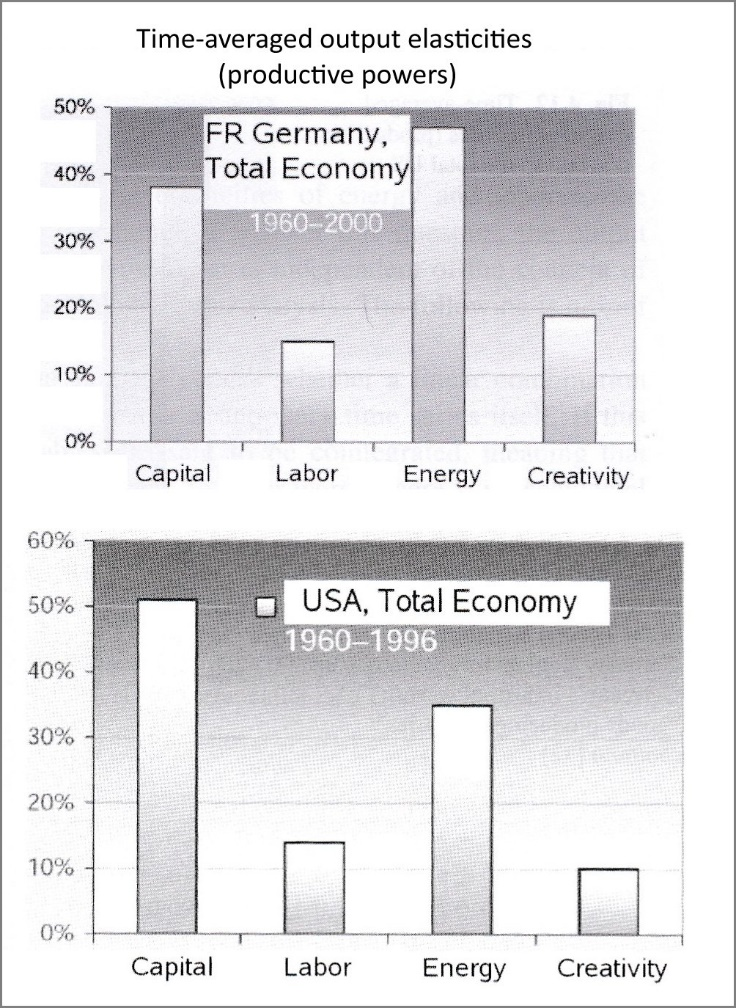 Time-averaged output elasticities
(productive powers)
50%
FR Germany,
Total Economy
40%
1960–2000
30%
20%
10%
0%
Capital Labor Energy Creativity
60%
50%
USA, Total Economy
1960–1996
40%
30%
20%
10%
0%
Capital Labor Energy Creativity